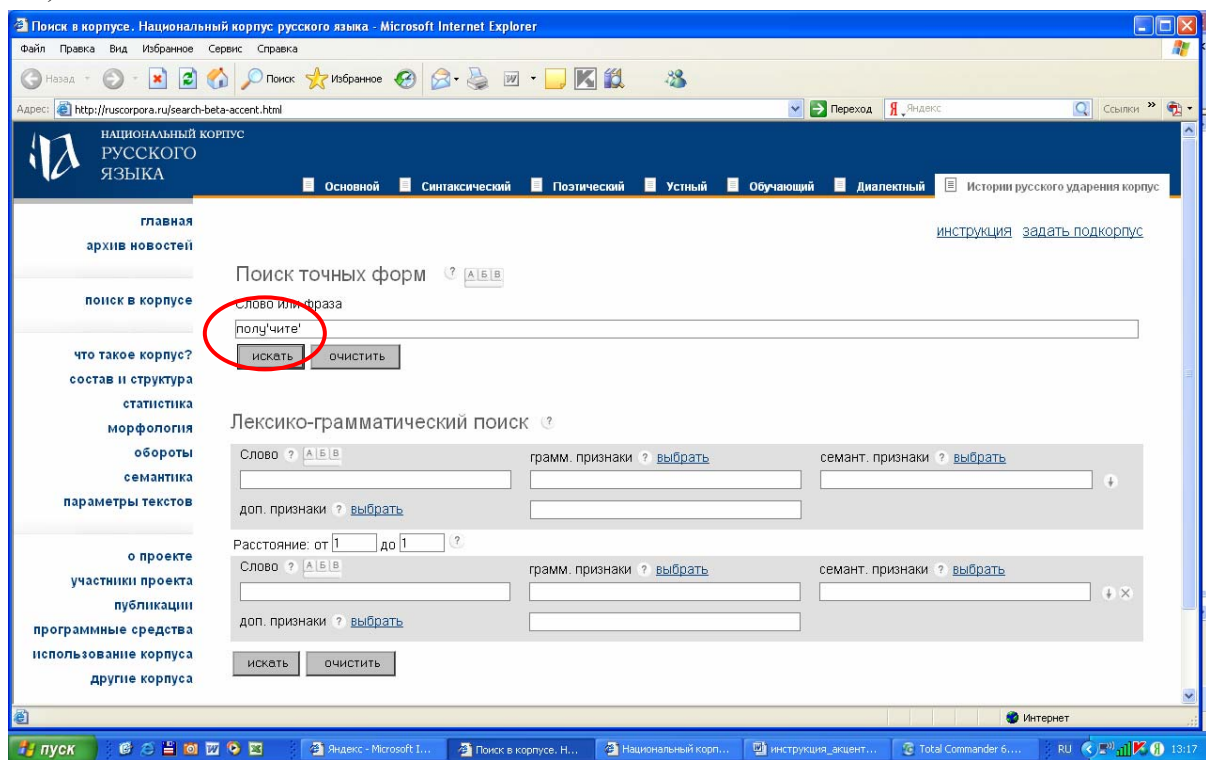 Поиск в корпусе. Национальный корпус русского языка - Microsoft Internet Explorer
Файл Правка Вид Избранное Сервис Справка
Назад Поиск Избранное
Адрес: http://ruscorpora.ru/search-beta-accent.html Переход Яндекс Ссылки »
НАЦИОНАЛЬНЫЙ КОРПУС
РУССКОГО
ЯЗЫКА
Основной Синтаксический Поэтический Устный Обучающий Диалектный Истории русского ударения корпус
инструкция задать подкорпус
главная
архив новостей
поиск в корпусе
что такое корпус?
состав и структура
статистика
морфология
обороты
семантика
параметры текстов
о проекте
участники проекта
публикации
программные средства
использование корпуса
другие корпуса
Поиск точных форм ? А Б В
Слово или фраза
полу'чите'
искать очистить
Лексико-грамматический поиск ?
Слово ? А Б В грамм. признаки ? выбрать семант. признаки ? выбрать
доп. признаки ? выбрать
Расстояние: от 1 до 1 ?
Слово ? А Б В грамм. признаки ? выбрать семант. признаки ? выбрать
доп. признаки ? выбрать
искать очистить
Интернет
пуск Яндекс - Microsoft I... Поиск в корпусе. Н... Национальный корп... инструкция_акцент... Total Commander 6.... RU 13:17